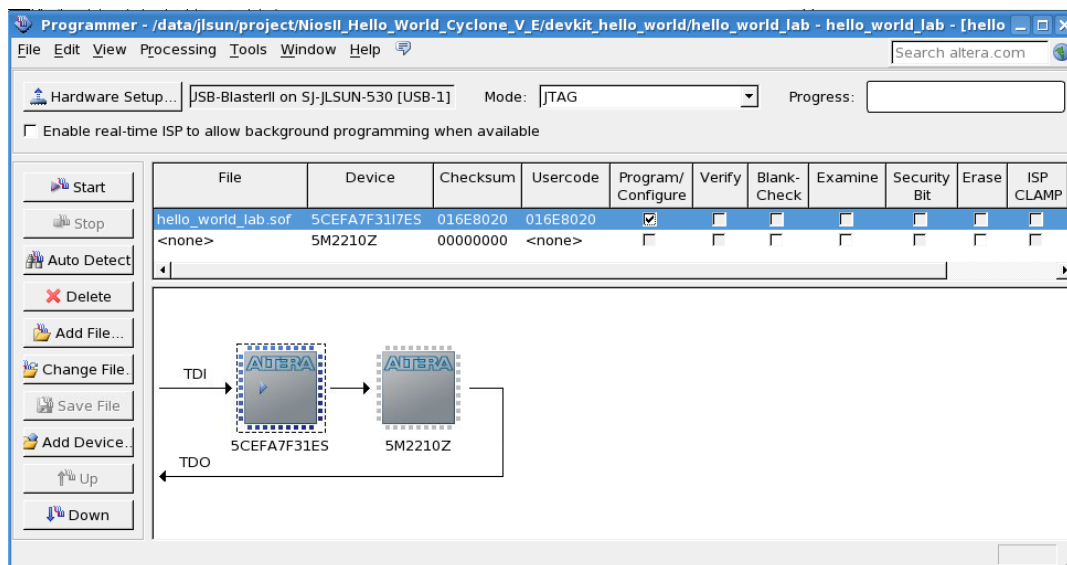 Programmer - /data/jlsun/project/NiosII_Hello_World_Cyclone_V_E/devkit_hello_world/hello_world_lab - hello_world_lab - [hello
File Edit View Processing Tools Window Help
Search altera.com
Hardware Setup... USB-BlasterII on SJ-JLSUN-530 [USB-1] Mode: JTAG Progress:
Enable real-time ISP to allow background programming when available
Start
Stop
Auto Detect
Delete
Add File...
Change File.
Save File
Add Device..
Up
Down
File Device Checksum Usercode Program/ Verify Blank- Examine Security Erase ISP
Configure Check Bit CLAMP
hello_world_lab.sof 5CEFA7F31I7ES 016E8020 016E8020
<none> 5M2210Z 00000000 <none>
TDI
ALTERA
ALTERA
5CEFA7F31ES
5M2210Z
TDO